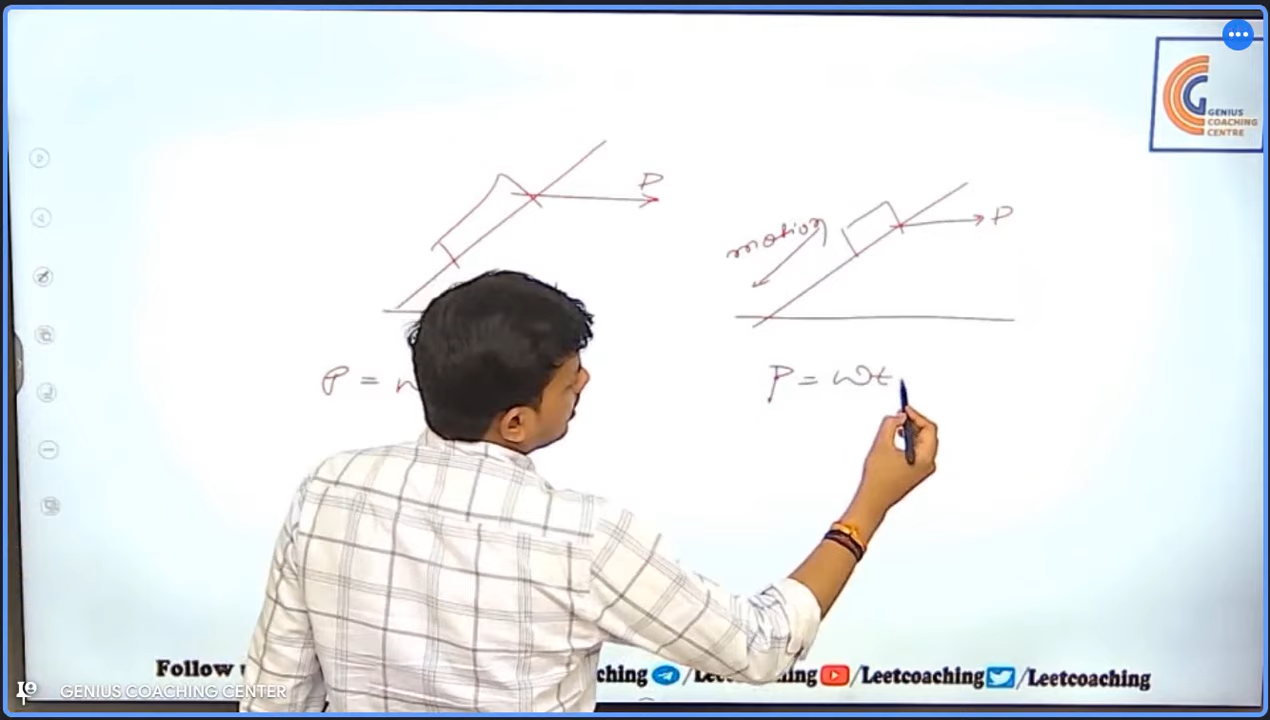 GENIUS
COACHING
CENTRE
P
motion
P
P =
P = wt
Follow
ching /Leetcoaching /Leetcoaching
GENIUS COACHING CENTER